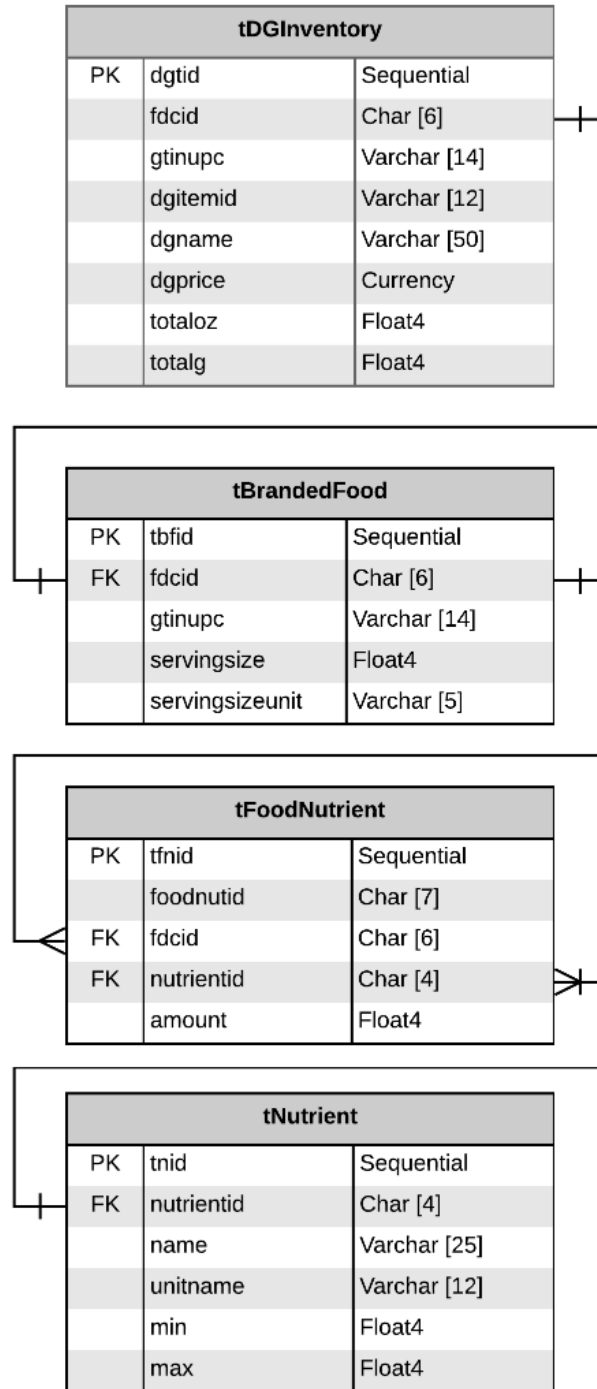 tDGInventory
PK dgtid Sequential
fdcid Char [6]
gtinupc Varchar [14]
dgitemid Varchar [12]
dgname Varchar [50]
dgprice Currency
totaloz Float4
totalg Float4
tBrandedFood
PK tbfid Sequential
FK fdcid Char [6]
gtinupc Varchar [14]
servingsize Float4
servingsizeunit Varchar [5]
tFoodNutrient
PK tfnid Sequential
foodnutid Char [7]
FK fdcid Char [6]
FK nutrientid Char [4]
amount Float4
tNutrient
PK tnid Sequential
FK nutrientid Char [4]
name Varchar [25]
unitname Varchar [12]
min Float4
max Float4